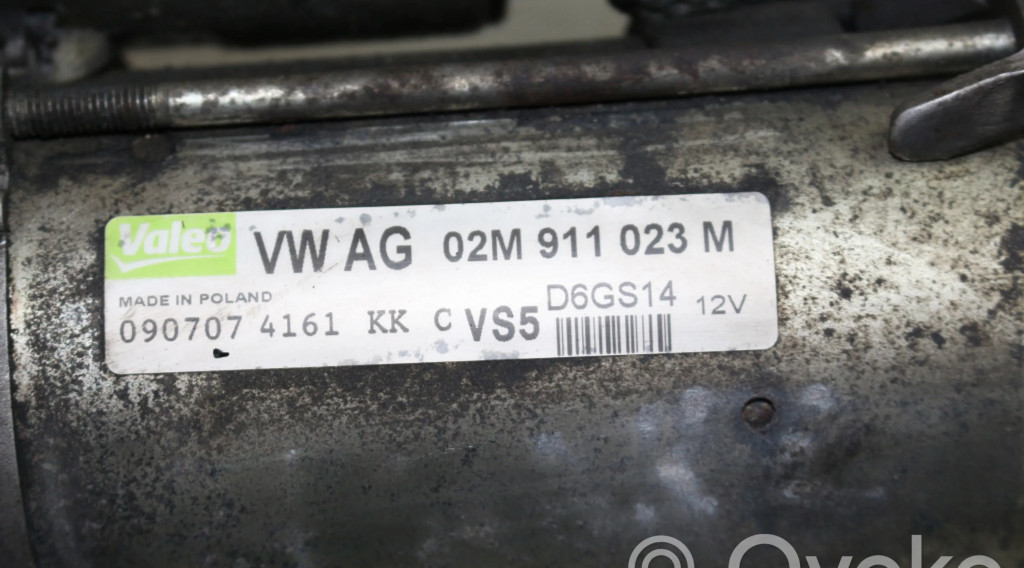 Valeo VW AG 02M 911 023 M
MADE IN POLAND
090707 4161 KK C VS5 D6GS14 12V
© Ovoko